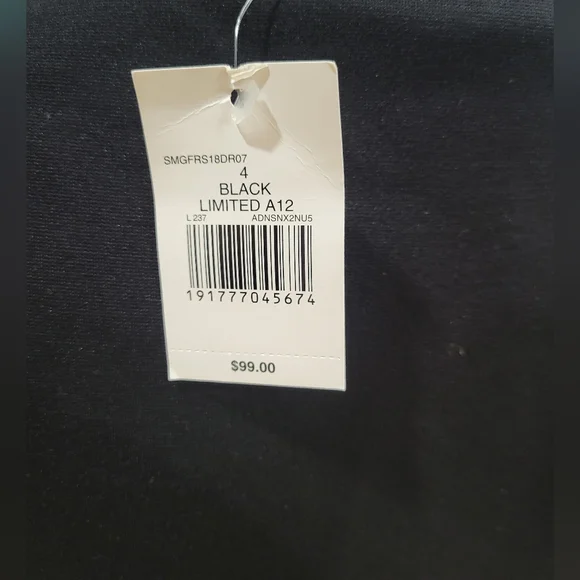 SMGFRS18DR07
4
BLACK
LIMITED A12
L 237 ADNSNX2NU5
191777045674
$99.00